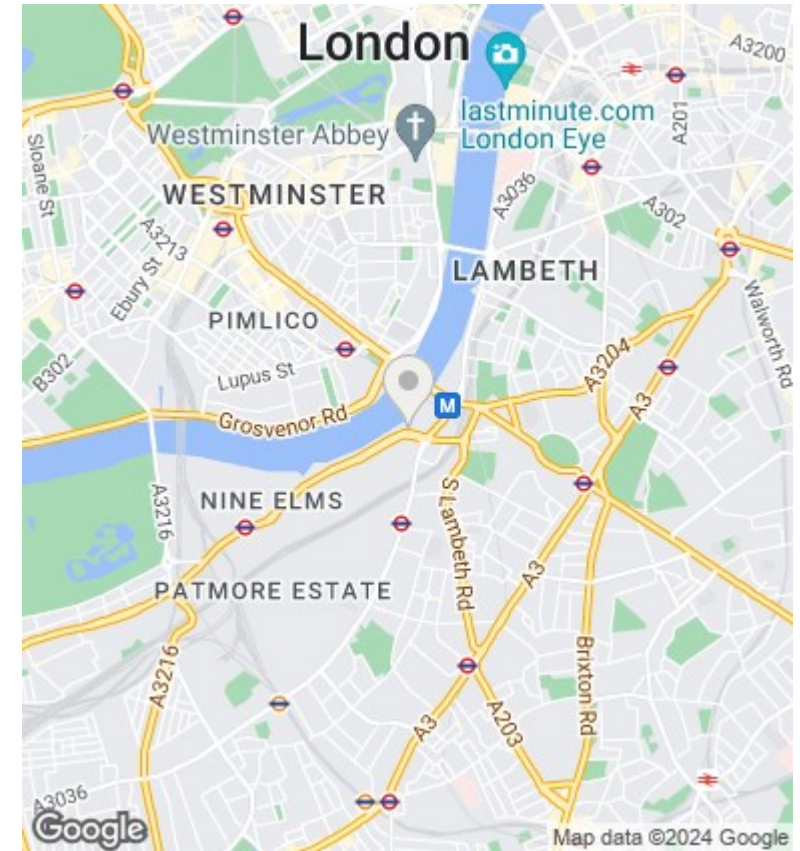 London
A3200
lastminute.com
London Eye
A201
Westminster Abbey
Sloane St
WESTMINSTER
A3036
A302
A3213
Ebury St
LAMBETH
Walworth Rd
PIMLICO
B302
Lupus St
A3204
A3
Grosvenor Rd
M
A3216
NINE ELMS
S Lambeth Rd
A3
PATMORE ESTATE
A3216
Brixton Rd
A3
A203
A3036
Google
Map data ©2024 Google